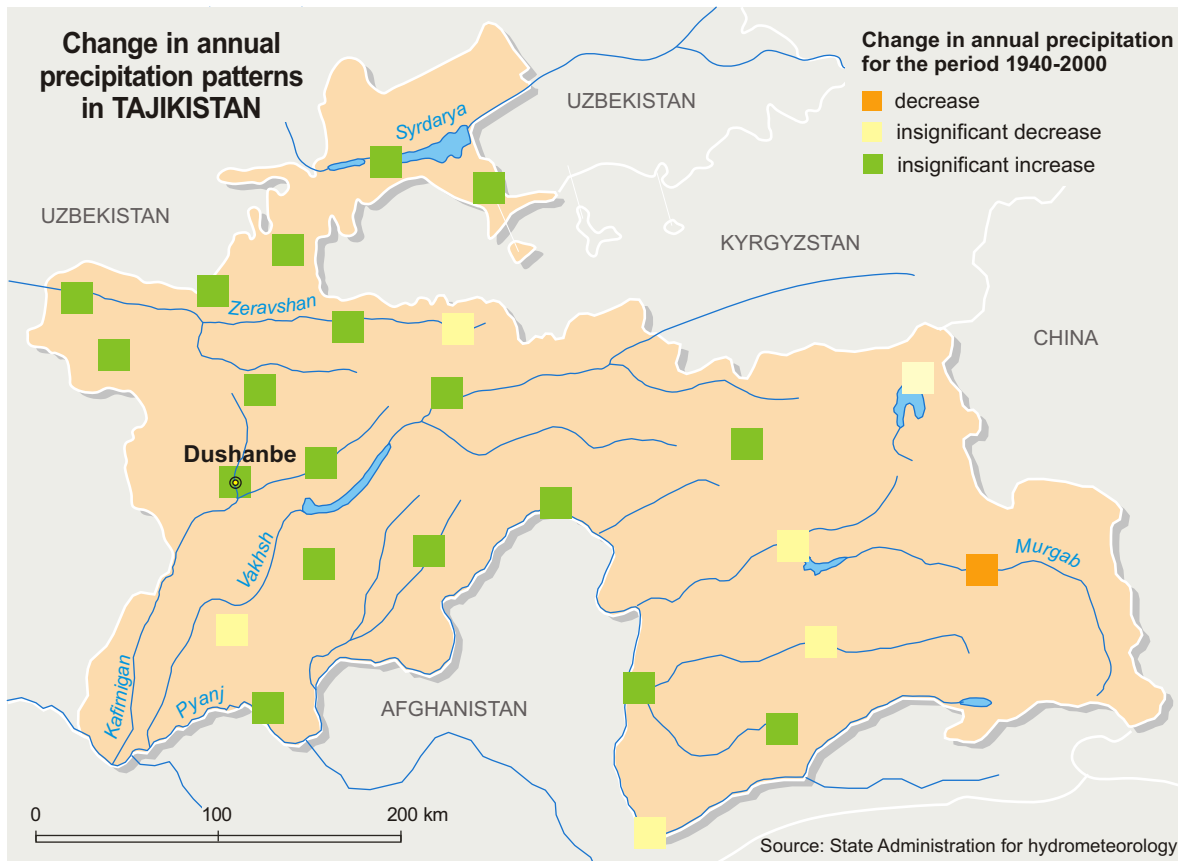 Change in annual
precipitation patterns
in TAJIKISTAN
Change in annual precipitation
for the period 1940-2000
decrease
insignificant decrease
insignificant increase
UZBEKISTAN
Syrdarya
UZBEKISTAN
KYRGYZSTAN
Zeravshan
CHINA
Dushanbe
Vakhsh
Murgab
Kafirnigan
Pyanj
AFGHANISTAN
0
100
200 km
Source: State Administration for hydrometeorology